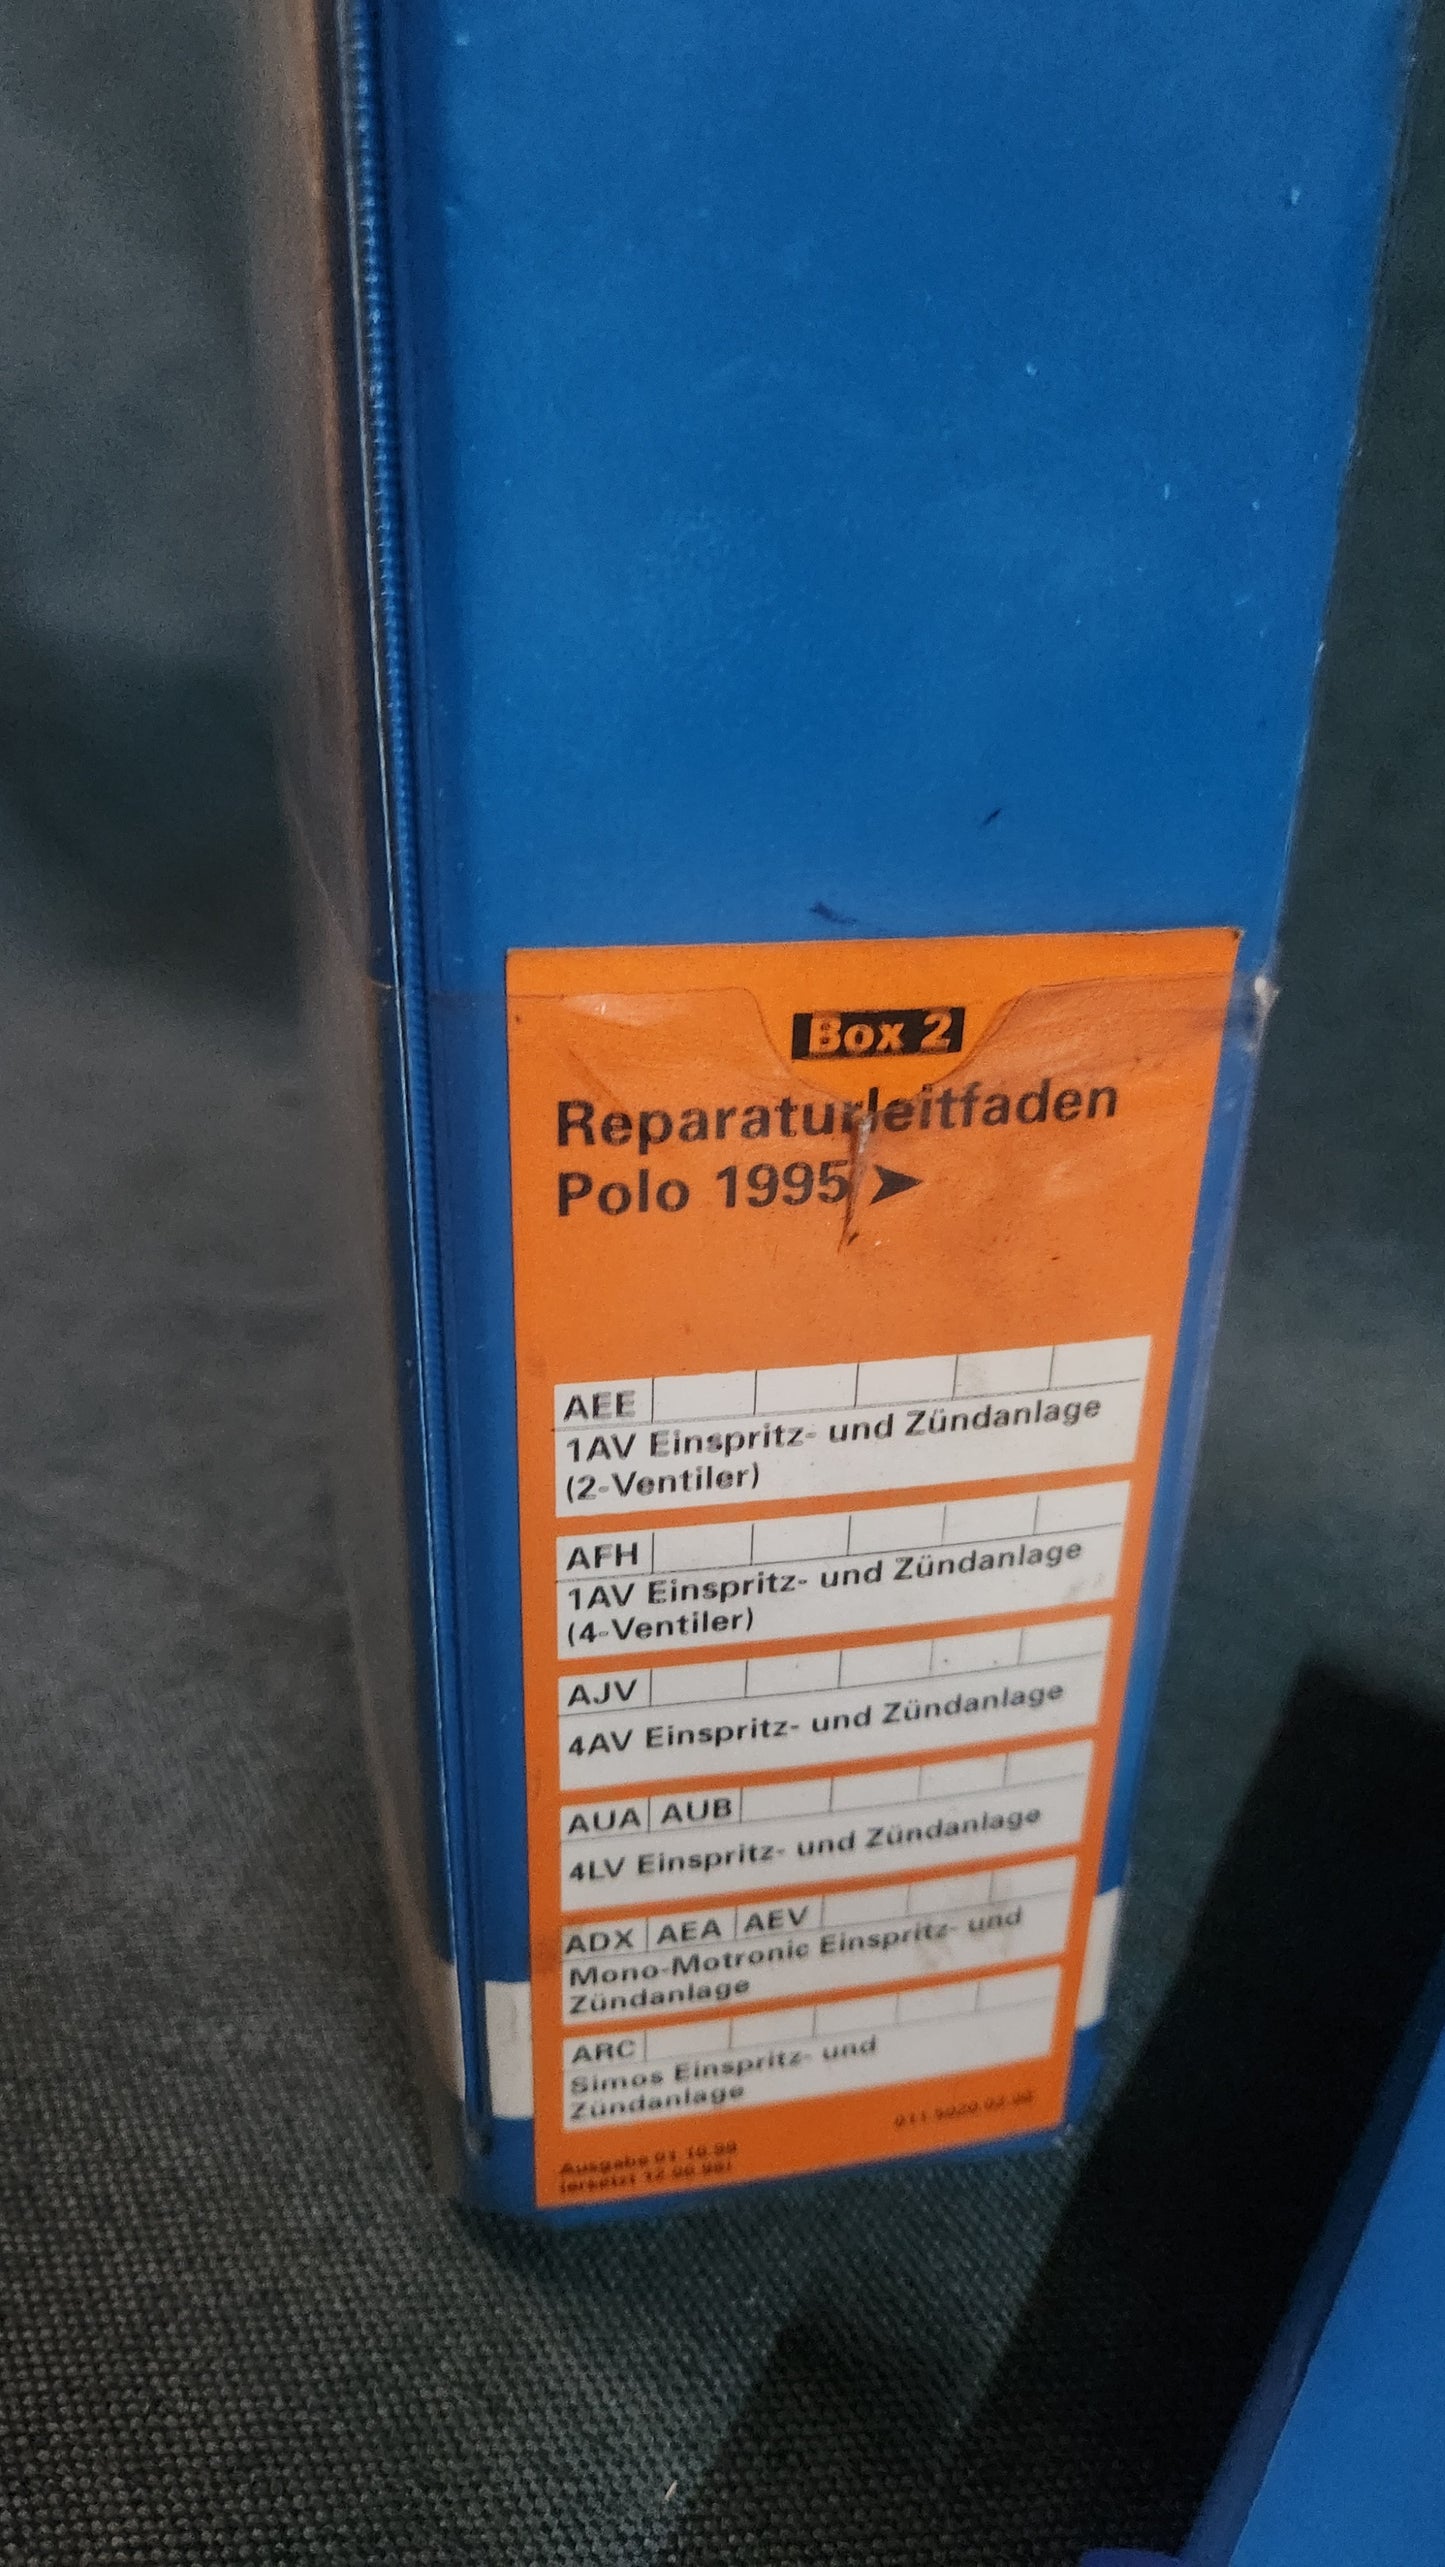 Box 2
Reparaturleitfaden
Polo 1995 ➤
AEE
1AV Einspritz- und Zündanlage
(2-Ventiler)
AFH
1AV Einspritz- und Zündanlage
(4-Ventiler)
AJV
4AV Einspritz- und Zündanlage
AUA AUB
4LV Einspritz- und Zündanlage
ADX AEA AEV
Mono-Motronic Einspritz- und
Zündanlage
ARC
Simos Einspritz- und
Zündanlage
Ausgabe